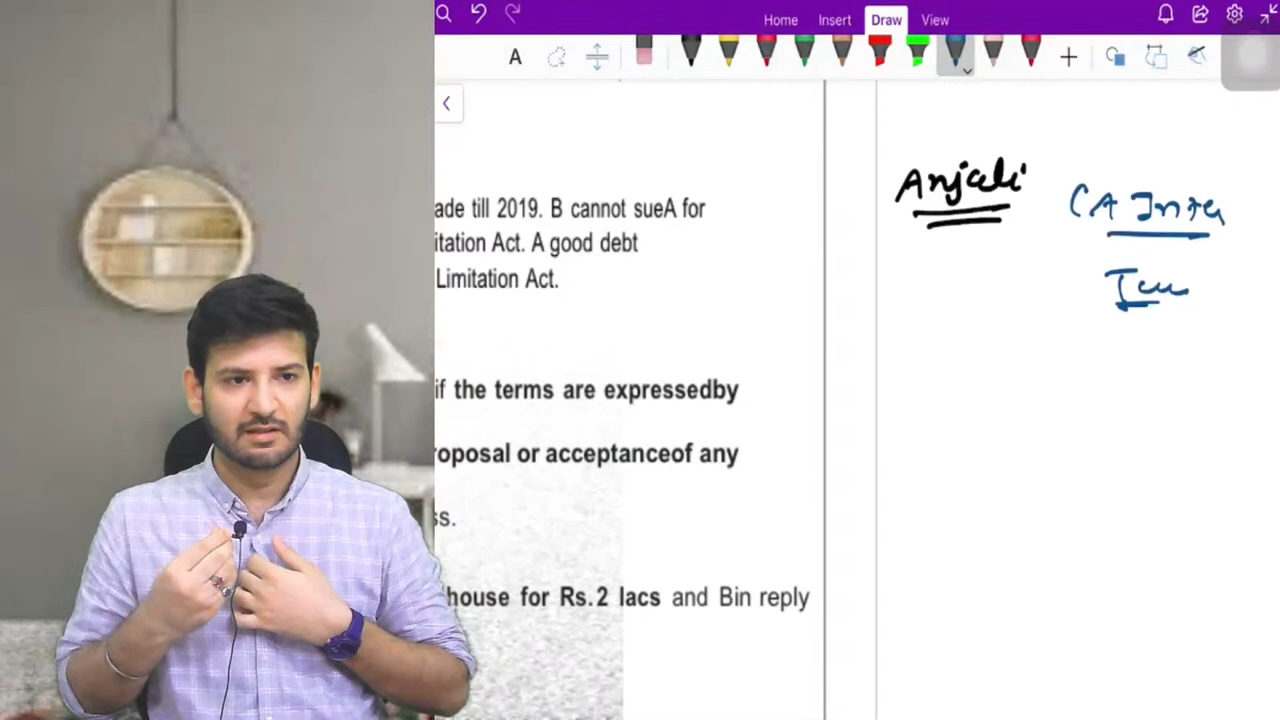 Home Insert Draw View
A
ade till 2019. B cannot sueA for
itation Act. A good debt
Limitation Act.
if the terms are expressedby
roposal or acceptanceof any
ss.
house for Rs.2 lacs and Bin reply
Anjali
CA Inter